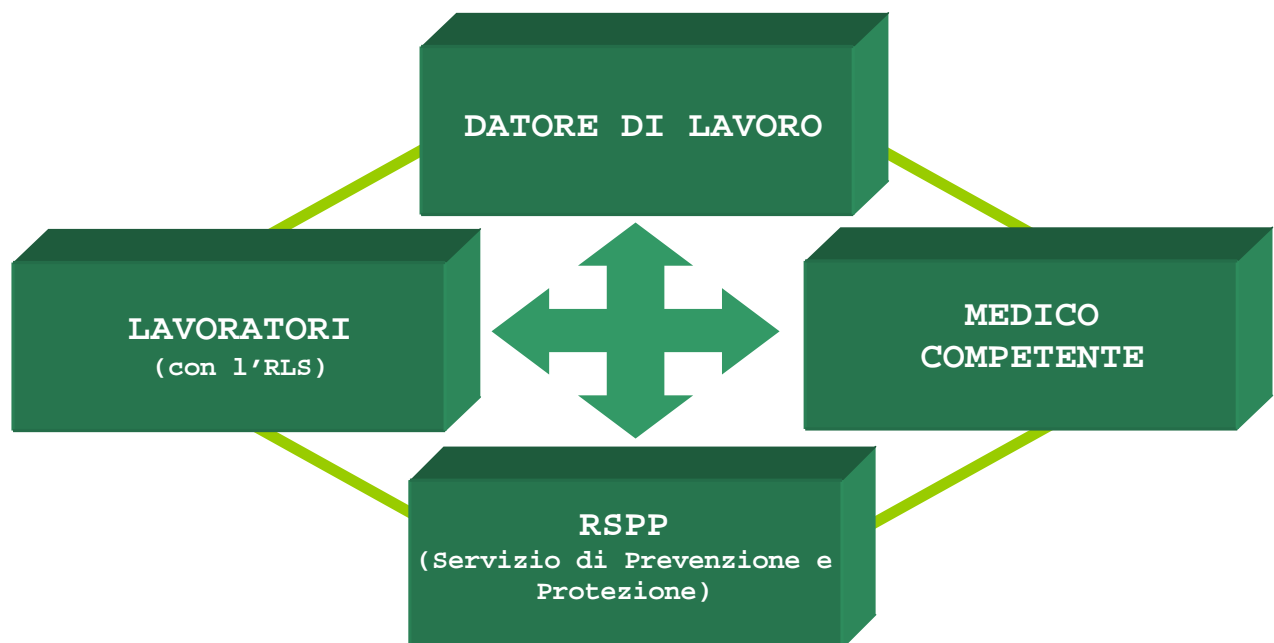 DATORE DI LAVORO
LAVORATORI
(con l'RLS)
MEDICO
COMPETENTE
RSPP
(Servizio di Prevenzione e
Protezione)